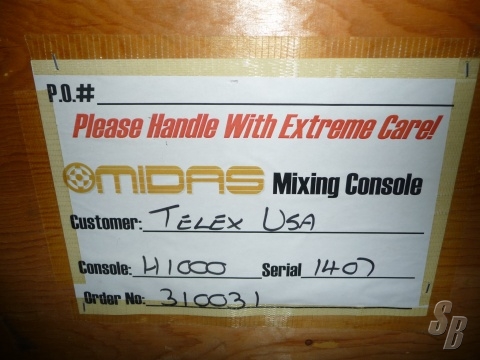 P.O.#
Please Handle With Extreme Care!
MIDAS Mixing Console
Customer: TELEX USA
Console: H1000 Serial 1407
Order No: 310031
SB